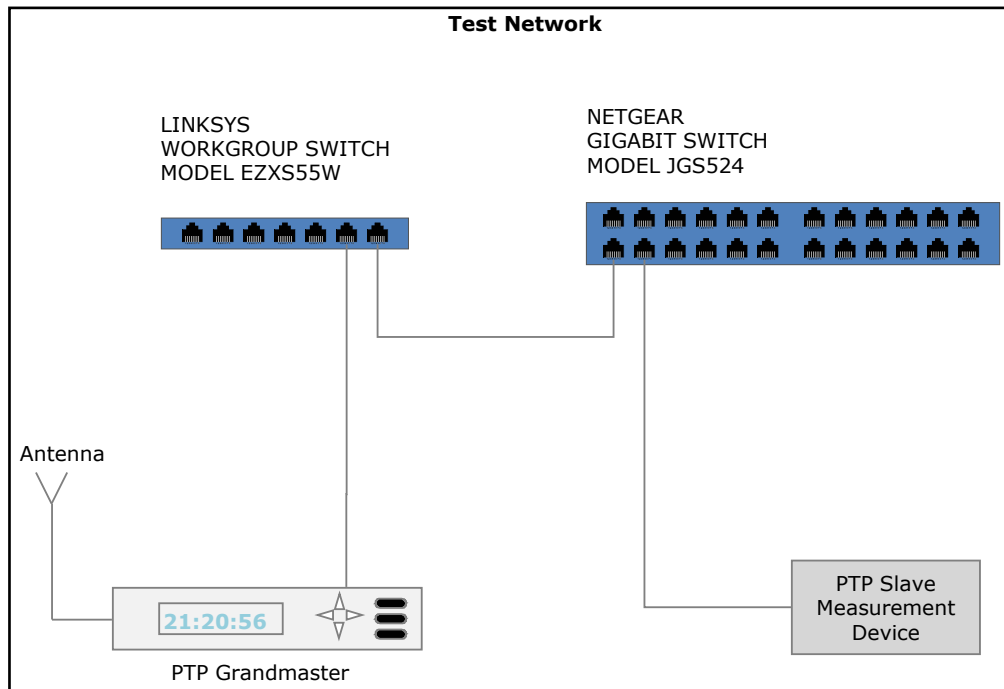 Test Network
LINKSYS
WORKGROUP SWITCH
MODEL EZXS55W
NETGEAR
GIGABIT SWITCH
MODEL JGS524
Antenna
21:20:56
PTP Grandmaster
PTP Slave
Measurement
Device